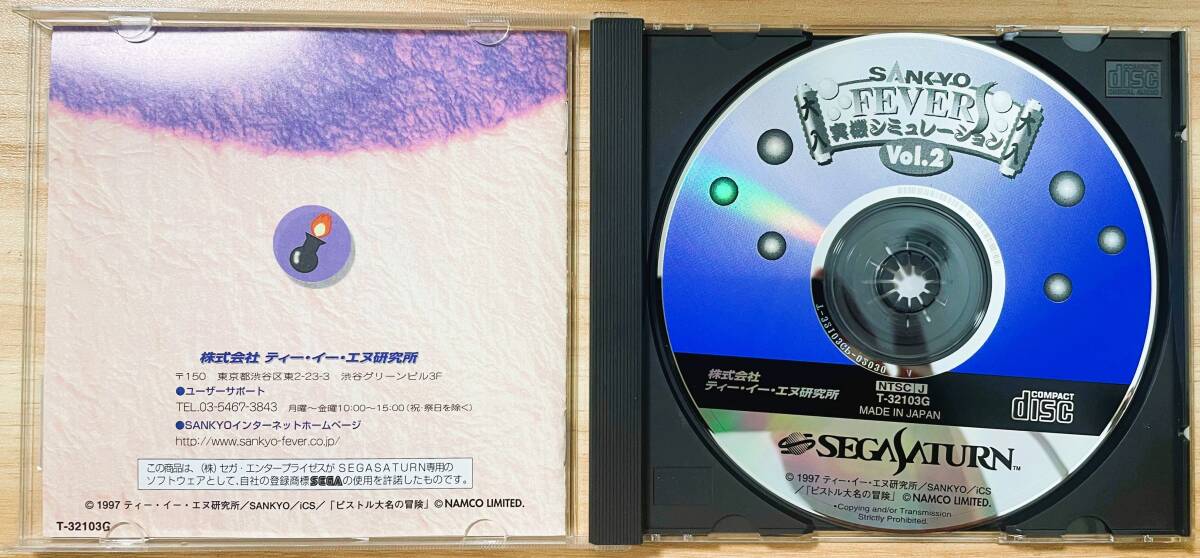 株式会社 ティー・イー・エヌ研究所
〒150 東京都渋谷区東2-23-3 渋谷グリーンビル3F
●ユーザーサポート
TEL.03-5467-3843 月曜〜金曜10:00〜15:00(祝・祭日を除く)
●SANKYOインターネットホームページ
http://www.sankyo-fever.co.jp/
この商品は、(株)セガ・エンタープライゼスがSEGASATURN専用の
ソフトウェアとして、自社の登録商標SEGAの使用を許諾したものです。
© 1997 ティー・イー・エヌ研究所/SANKYO/iCS/「ピストル大名の冒険」©NAMCO LIMITED.
T-32103G
COMPACT
disc
DIGITAL AUDIO
SANKYO
FEVER
大入
実機シミュレーションS
大入
Vol.2
株式会社
ティー・イー・エヌ研究所
NTSC J
T-32103G
MADE IN JAPAN
COMPACT
disc
SEGASATURN™
© 1997 ティー・イー・エヌ研究所/SANKYO/iCS
/「ピストル大名の冒険」©NAMCO LIMITED.
•Copying and/or Transmission
Strictly Prohibited.